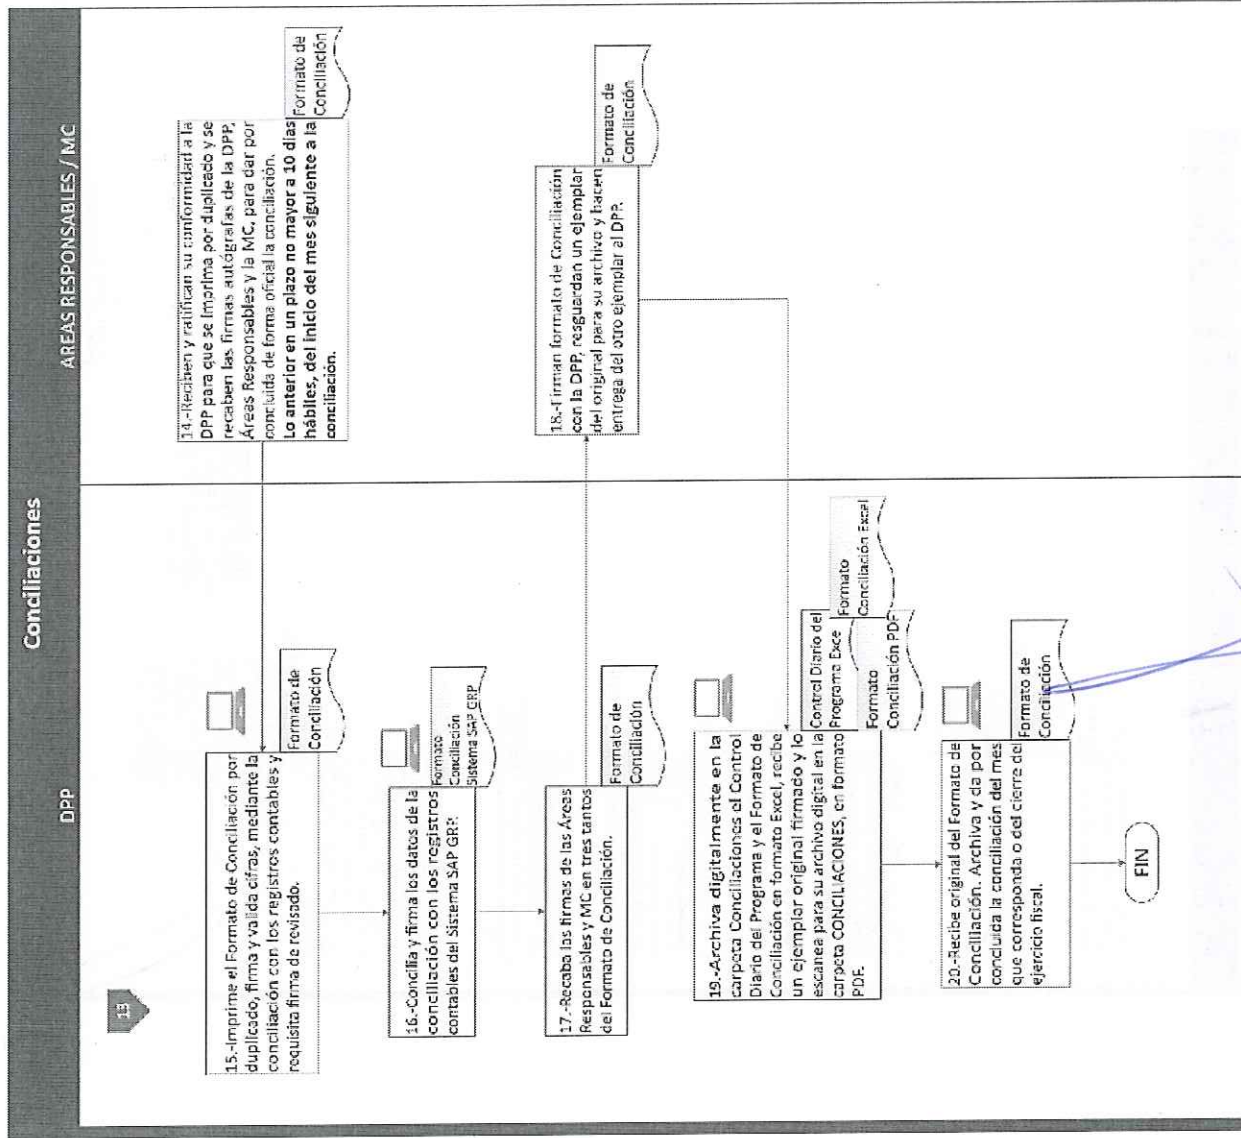 Conciliaciones
DPP
AREAS RESPONSABLES / MC
13
14.-Reciben y ratifican su conformidad a la
DPP para que se imprima por duplicado y se
recaben las firmas autógrafas de la DPP,
Áreas Responsables y la MC, para dar por
concluida de forma oficial la conciliación.
Lo anterior en un plazo no mayor a 10 días
hábiles, del inicio del mes siguiente a la
conciliación.
Formato de
Conciliación
15.-Imprime el Formato de Conciliación por
duplicado, firma y valida cifras, mediante la
conciliación con los registros contables y
requisita firma de revisado.
Formato de
Conciliación
16.-Concilia y firma los datos de la
conciliación con los registros
contables del Sistema SAP GRP.
Formato
Conciliación
Sistema SAP GRP
17.-Recaba las firmas de las Áreas
Responsables y MC en tres tantos
del Formato de Conciliación.
Formato de
Conciliación
18.-Firman formato de Conciliación
con la DPP, resguardan un ejemplar
del original para su archivo y hacen
entrega del otro ejemplar al DPP.
Formato de
Conciliación
19.-Archiva digitalmente en la
carpeta Conciliaciones el Control
Diario del Programa y el Formato de
Conciliación en formato Excel, recibe
un ejemplar original firmado y lo
escanea para su archivo digital en la
carpeta CONCILIACIONES, en formato
PDF.
Control Diario del
Programa Exce
Formato
Conciliación Excel
Formato
Conciliación PDF
20.-Recibe original del Formato de
Conciliación. Archiva y da por
concluida la conciliación del mes
que corresponda o del cierre del
ejercicio fiscal.
Formato de
Conciliación
FIN